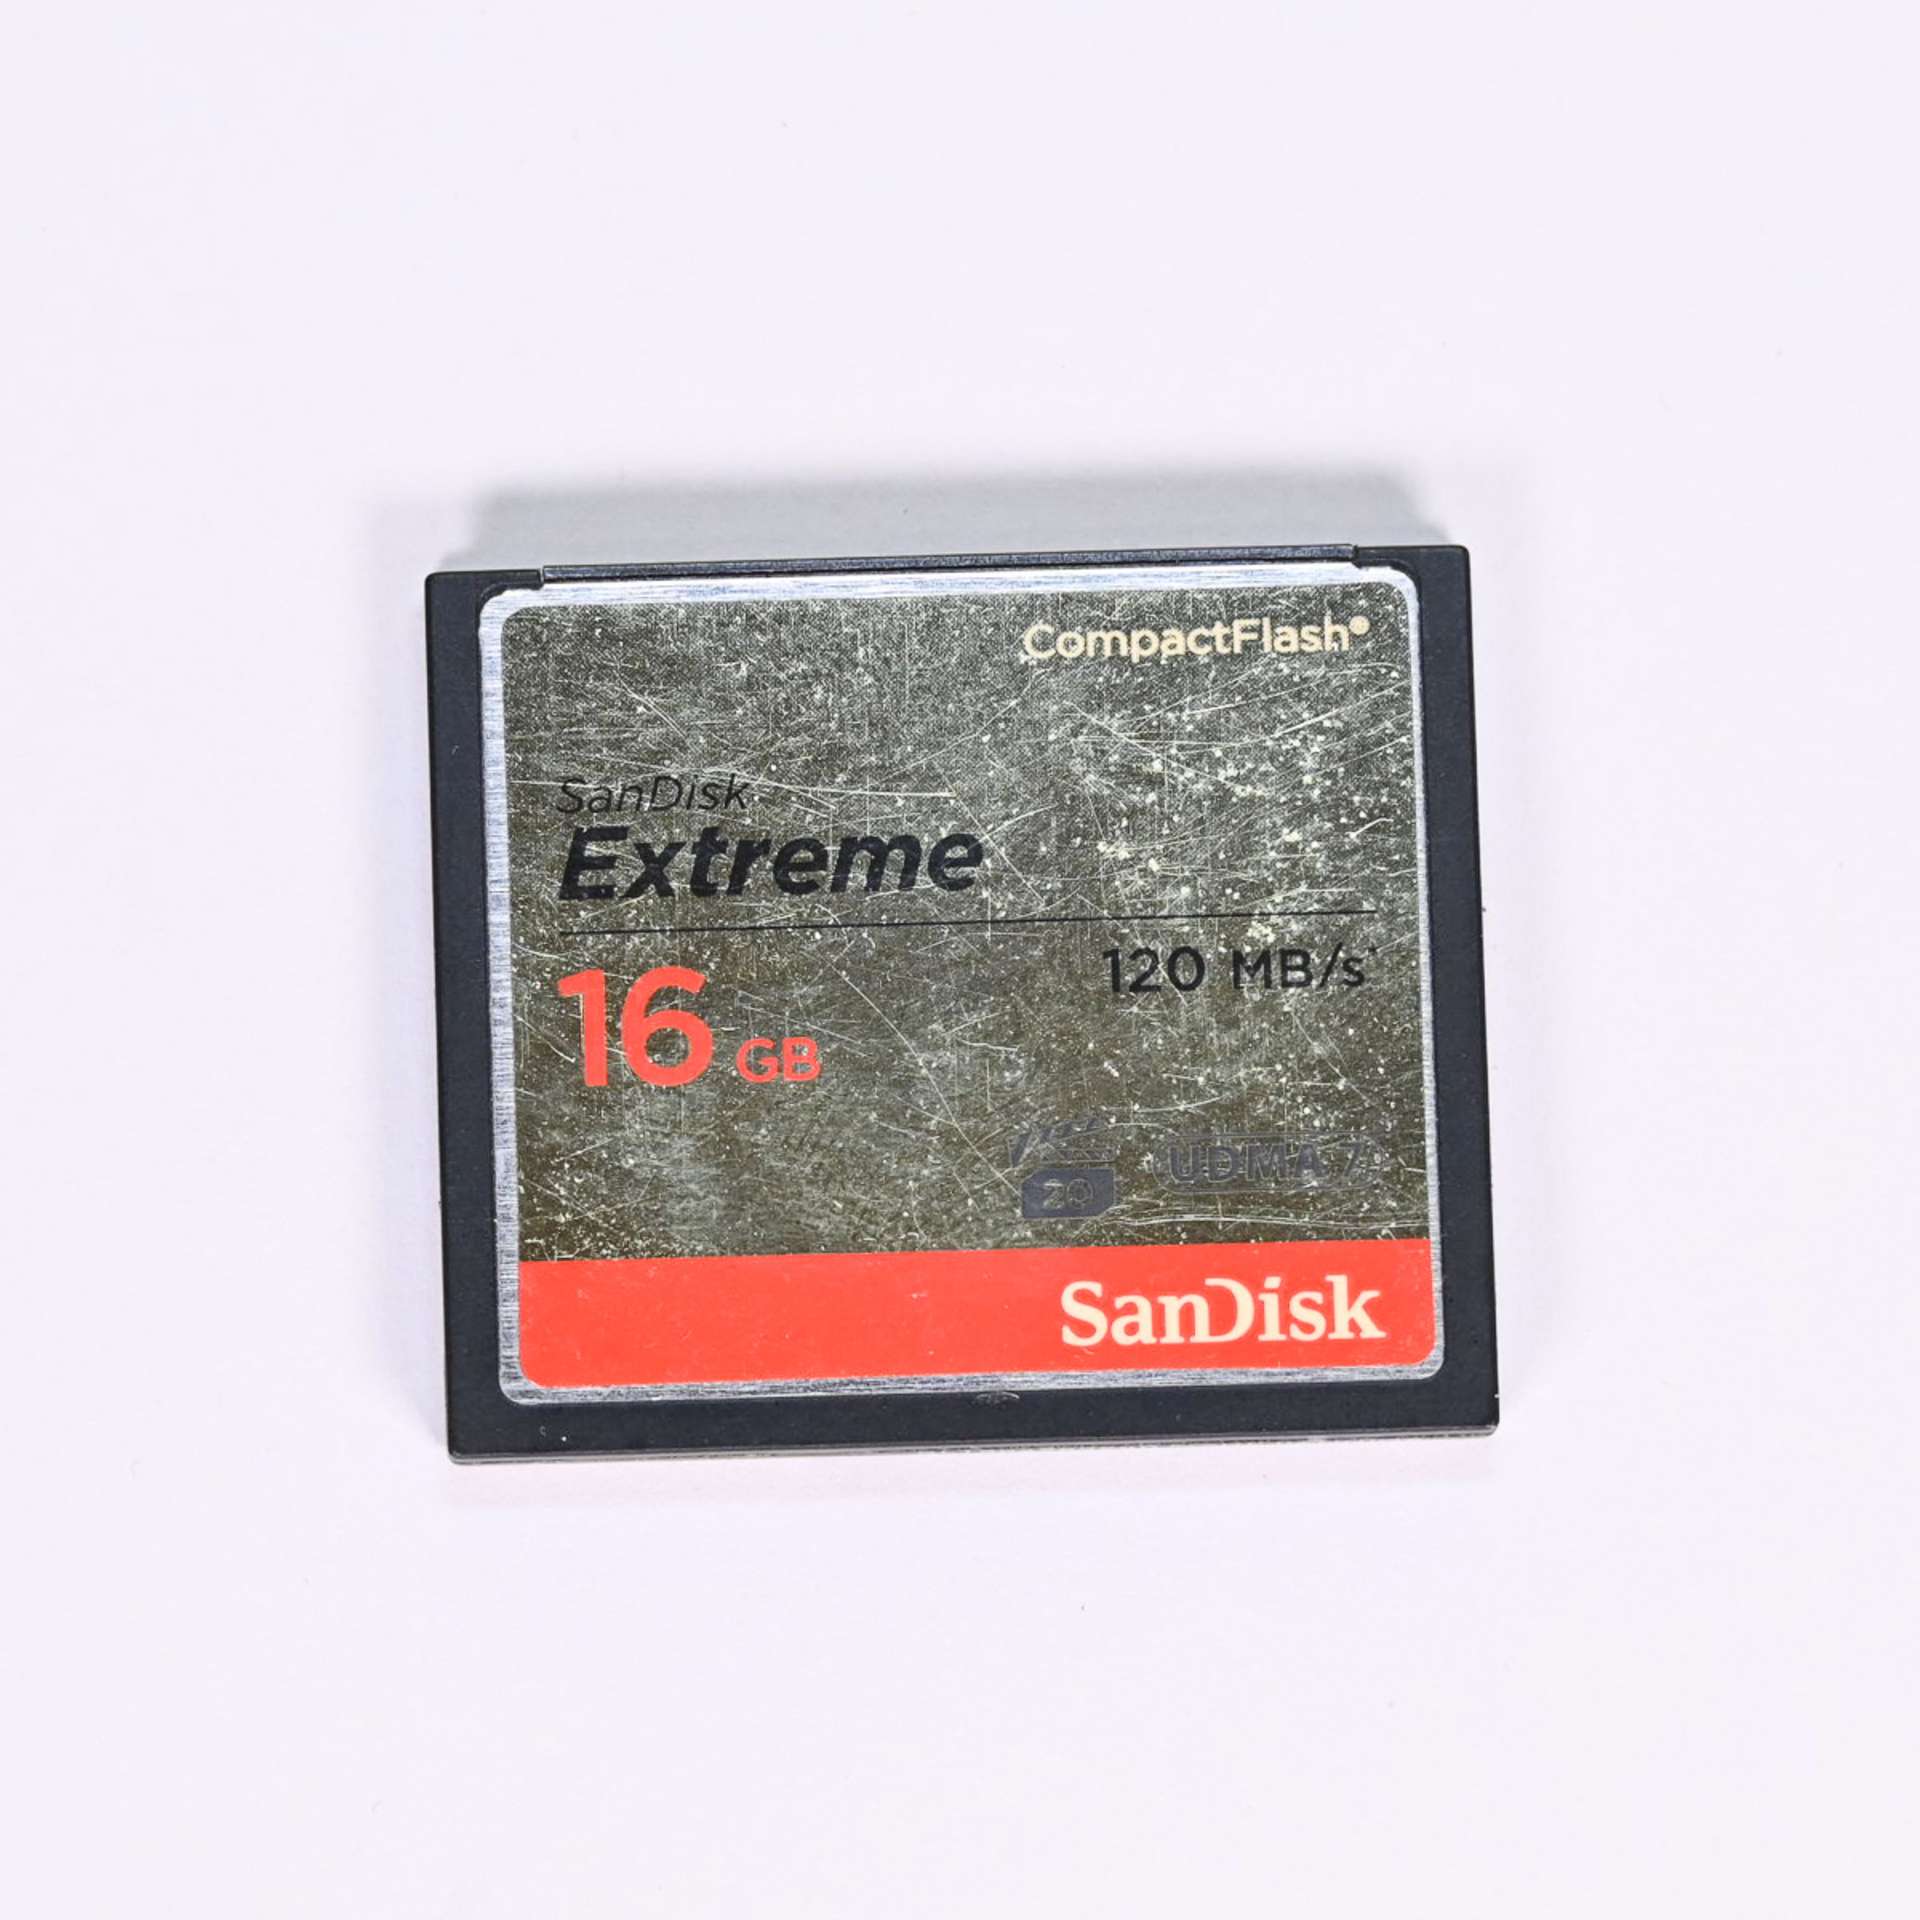 CompactFlash®
SanDisk
Extreme
120 MB/s*
16 GB
20
UDMA 7
SanDisk